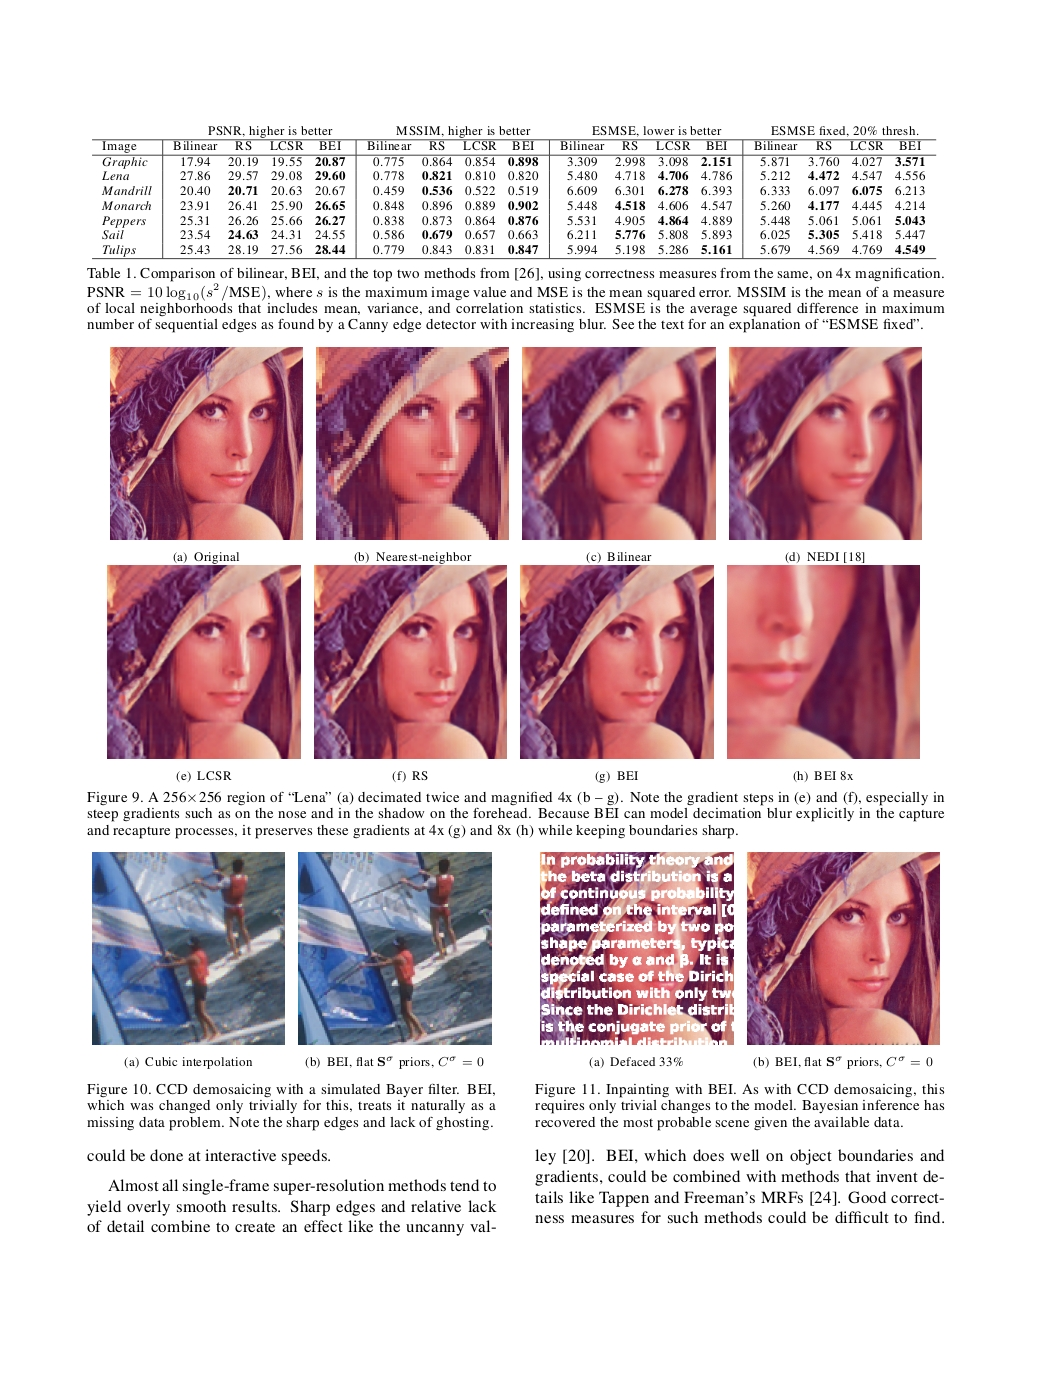 PSNR, higher is better MSSIM, higher is better ESMSE, lower is better ESMSE fixed, 20% thresh.
Image Bilinear RS LCSR BEI Bilinear RS LCSR BEI Bilinear RS LCSR BEI Bilinear RS LCSR BEI
Graphic 17.94 20.19 19.55 20.87 0.775 0.864 0.854 0.898 3.309 2.998 3.098 2.151 5.871 3.760 4.027 3.571
Lena 27.86 29.57 29.08 29.60 0.778 0.821 0.810 0.820 5.480 4.718 4.706 4.786 5.212 4.472 4.547 4.556
Mandrill 20.40 20.71 20.63 20.67 0.459 0.536 0.522 0.519 6.609 6.301 6.278 6.393 6.333 6.097 6.075 6.213
Monarch 23.91 26.41 25.90 26.65 0.848 0.896 0.889 0.902 5.448 4.518 4.606 4.547 5.260 4.177 4.445 4.214
Peppers 25.31 26.26 25.66 26.27 0.838 0.873 0.864 0.876 5.531 4.905 4.864 4.889 5.448 5.061 5.061 5.043
Sail 23.54 24.63 24.31 24.55 0.586 0.679 0.657 0.663 6.211 5.776 5.808 5.893 6.025 5.305 5.418 5.447
Tulips 25.43 28.19 27.56 28.44 0.779 0.843 0.831 0.847 5.994 5.198 5.286 5.161 5.679 4.569 4.769 4.549
Table 1. Comparison of bilinear, BEI, and the top two methods from [26], using correctness measures from the same, on 4x magnification.
PSNR = 10 log₁₀(s²/MSE), where s is the maximum image value and MSE is the mean squared error. MSSIM is the mean of a measure
of local neighborhoods that includes mean, variance, and correlation statistics. ESMSE is the average squared difference in maximum
number of sequential edges as found by a Canny edge detector with increasing blur. See the text for an explanation of “ESMSE fixed”.
(a) Original (b) Nearest-neighbor (c) Bilinear (d) NEDI [18]
(e) LCSR (f) RS (g) BEI (h) BEI 8x
Figure 9. A 256×256 region of “Lena” (a) decimated twice and magnified 4x (b – g). Note the gradient steps in (e) and (f), especially in
steep gradients such as on the nose and in the shadow on the forehead. Because BEI can model decimation blur explicitly in the capture
and recapture processes, it preserves these gradients at 4x (g) and 8x (h) while keeping boundaries sharp.
(a) Cubic interpolation (b) BEI, flat S^σ priors, C^σ = 0
Figure 10. CCD demosaicing with a simulated Bayer filter. BEI,
which was changed only trivially for this, treats it naturally as a
missing data problem. Note the sharp edges and lack of ghosting.
could be done at interactive speeds.
Almost all single-frame super-resolution methods tend to
yield overly smooth results. Sharp edges and relative lack
of detail combine to create an effect like the uncanny val-
In probability theory and
the beta distribution is a
of continuous probability
defined on the interval [0
parameterized by two po
shape parameters, typica
denoted by α and β. It is
special case of the Dirich
distribution with only tw
Since the Dirichlet distrib
is the conjugate prior of
multinomial distribution
(a) Defaced 33% (b) BEI, flat S^σ priors, C^σ = 0
Figure 11. Inpainting with BEI. As with CCD demosaicing, this
requires only trivial changes to the model. Bayesian inference has
recovered the most probable scene given the available data.
ley [20]. BEI, which does well on object boundaries and
gradients, could be combined with methods that invent de-
tails like Tappen and Freeman’s MRFs [24]. Good correct-
ness measures for such methods could be difficult to find.